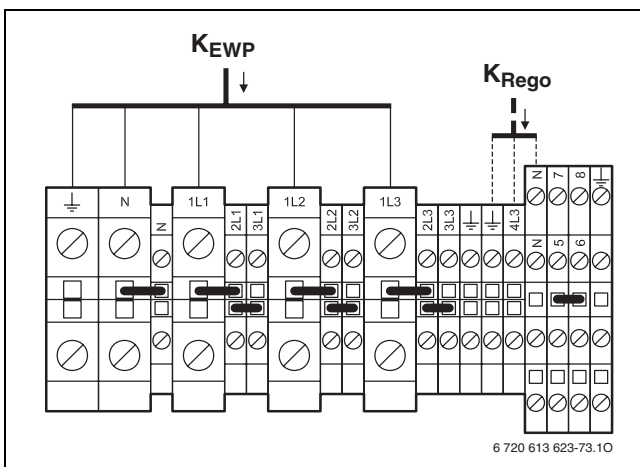 KEWP
KRego
⏚ N 1L1 1L2 1L3
N 2L1 3L1 2L2 3L2 2L3 3L3 ⏚ ⏚ 4L3
N 7 8 ⏚
N 5 6
6 720 613 623-73.1O